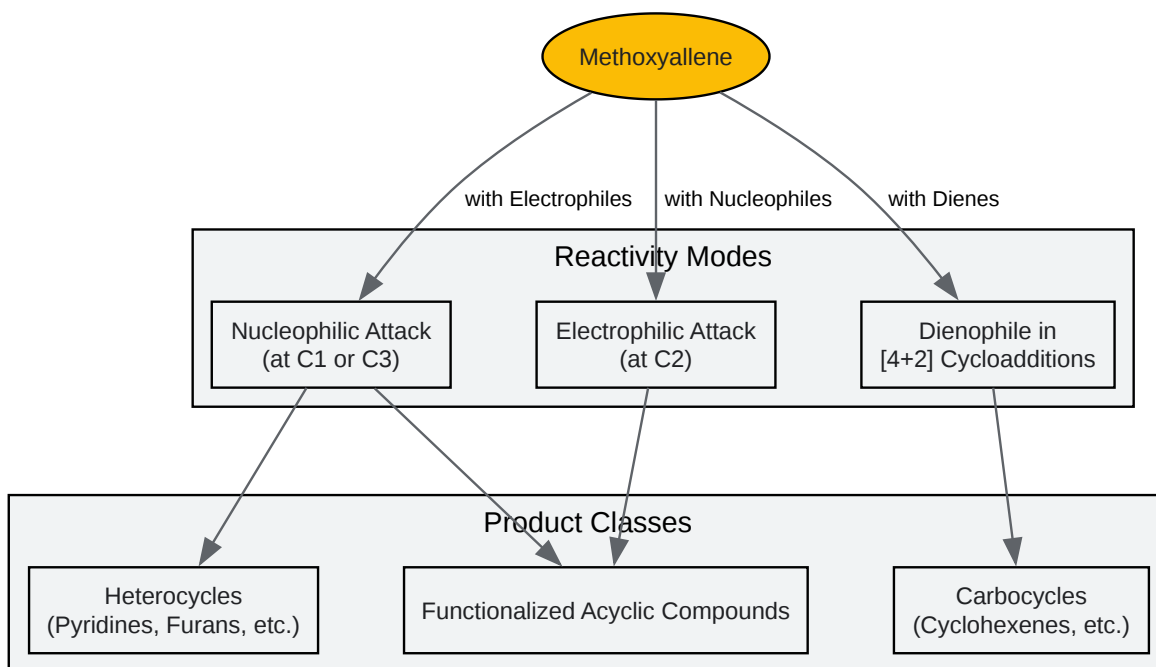 Methoxyallene
with Electrophiles
with Nucleophiles
with Dienes
Reactivity Modes
Nucleophilic Attack
(at C1 or C3)
Electrophilic Attack
(at C2)
Dienophile in
[4+2] Cycloadditions
Product Classes
Heterocycles
(Pyridines, Furans, etc.)
Functionalized Acyclic Compounds
Carbocycles
(Cyclohexenes, etc.)